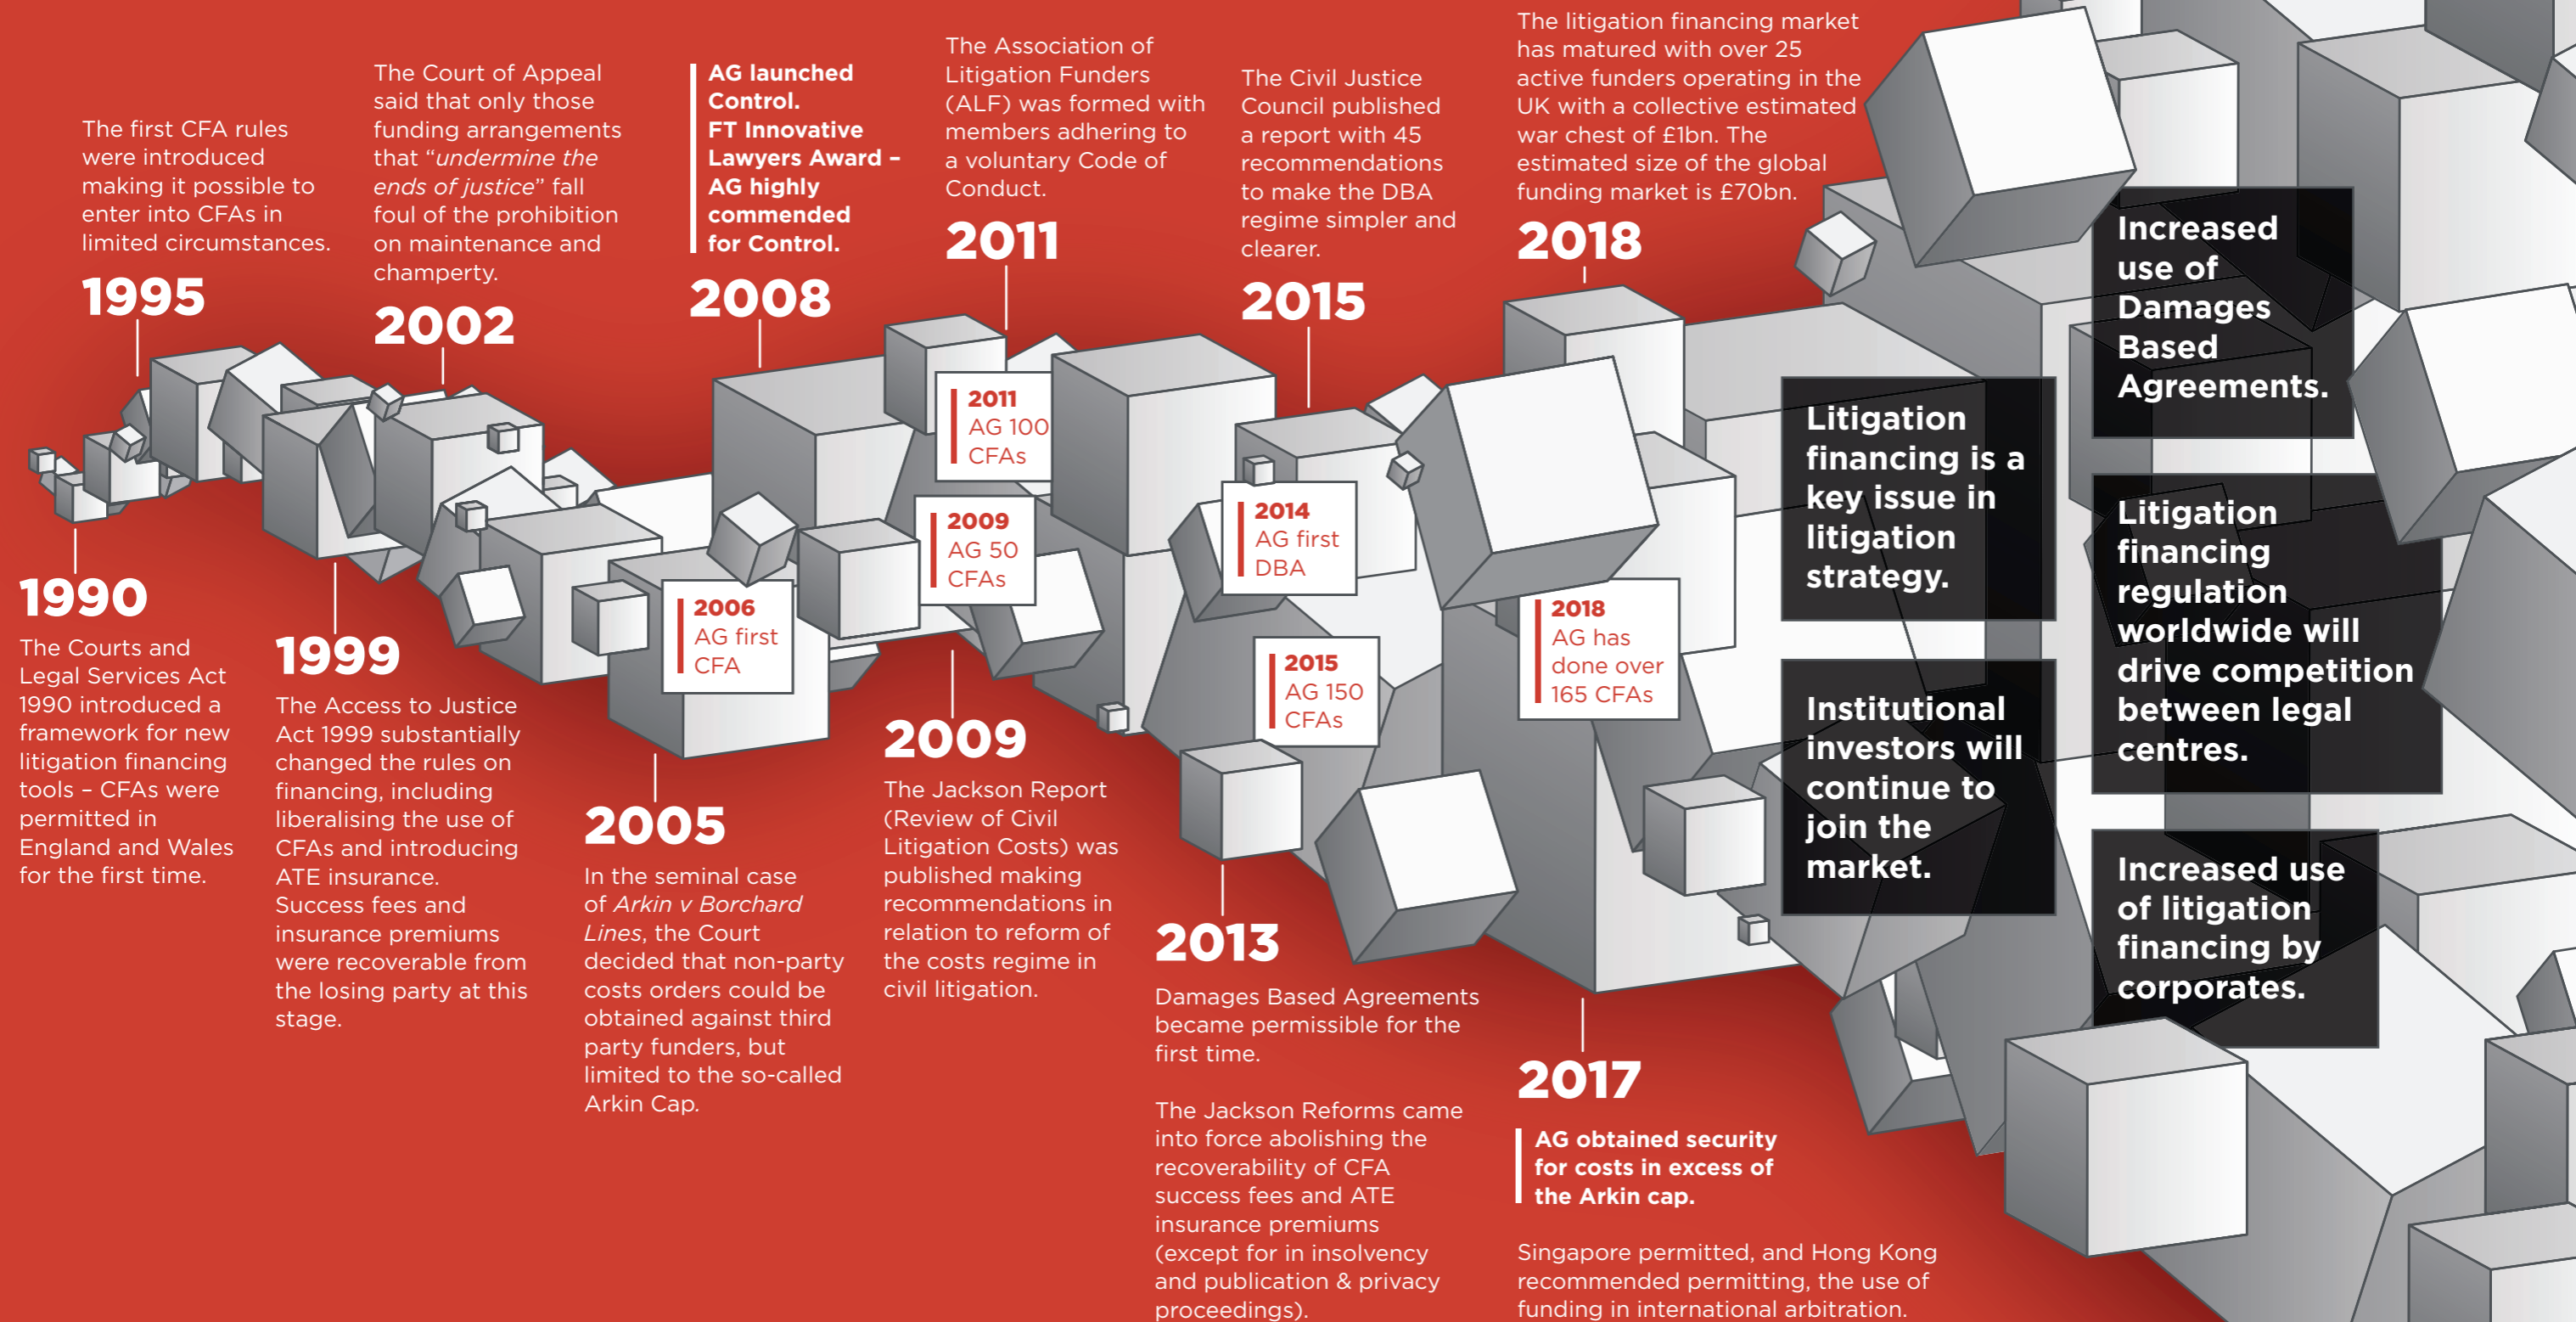 The first CFA rules
were introduced
making it possible to
enter into CFAs in
limited circumstances.
1995
The Court of Appeal
said that only those
funding arrangements
that “undermine the
ends of justice” fall
foul of the prohibition
on maintenance and
champerty.
2002
AG launched
Control.
FT Innovative
Lawyers Award –
AG highly
commended
for Control.
2008
The Association of
Litigation Funders
(ALF) was formed with
members adhering to
a voluntary Code of
Conduct.
2011
The Civil Justice
Council published
a report with 45
recommendations
to make the DBA
regime simpler and
clearer.
2015
The litigation financing market
has matured with over 25
active funders operating in the
UK with a collective estimated
war chest of £1bn. The
estimated size of the global
funding market is £70bn.
2018
2006
AG first
CFA
2009
AG 50
CFAs
2011
AG 100
CFAs
2014
AG first
DBA
2015
AG 150
CFAs
2018
AG has
done over
165 CFAs
1990
The Courts and
Legal Services Act
1990 introduced a
framework for new
litigation financing
tools – CFAs were
permitted in
England and Wales
for the first time.
1999
The Access to Justice
Act 1999 substantially
changed the rules on
financing, including
liberalising the use of
CFAs and introducing
ATE insurance.
Success fees and
insurance premiums
were recoverable from
the losing party at this
stage.
2005
In the seminal case
of Arkin v Borchard
Lines, the Court
decided that non-party
costs orders could be
obtained against third
party funders, but
limited to the so-called
Arkin Cap.
2009
The Jackson Report
(Review of Civil
Litigation Costs) was
published making
recommendations in
relation to reform of
the costs regime in
civil litigation.
2013
Damages Based Agreements
became permissible for the
first time.
The Jackson Reforms came
into force abolishing the
recoverability of CFA
success fees and ATE
insurance premiums
(except for in insolvency
and publication & privacy
proceedings).
2017
AG obtained security
for costs in excess of
the Arkin cap.
Singapore permitted, and Hong Kong
recommended permitting, the use of
funding in international arbitration.
Litigation
financing is a
key issue in
litigation
strategy.
Institutional
investors will
continue to
join the
market.
Increased
use of
Damages
Based
Agreements.
Litigation
financing
regulation
worldwide will
drive competition
between legal
centres.
Increased use
of litigation
financing by
corporates.